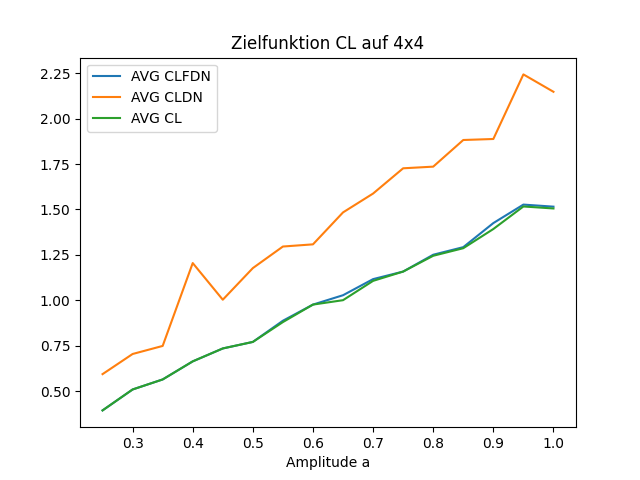 Zielfunktion CL auf 4x4
AVG CLFDN
AVG CLDN
AVG CL
2.25
2.00
1.75
1.50
1.25
1.00
0.75
0.50
0.3 0.4 0.5 0.6 0.7 0.8 0.9 1.0
Amplitude a